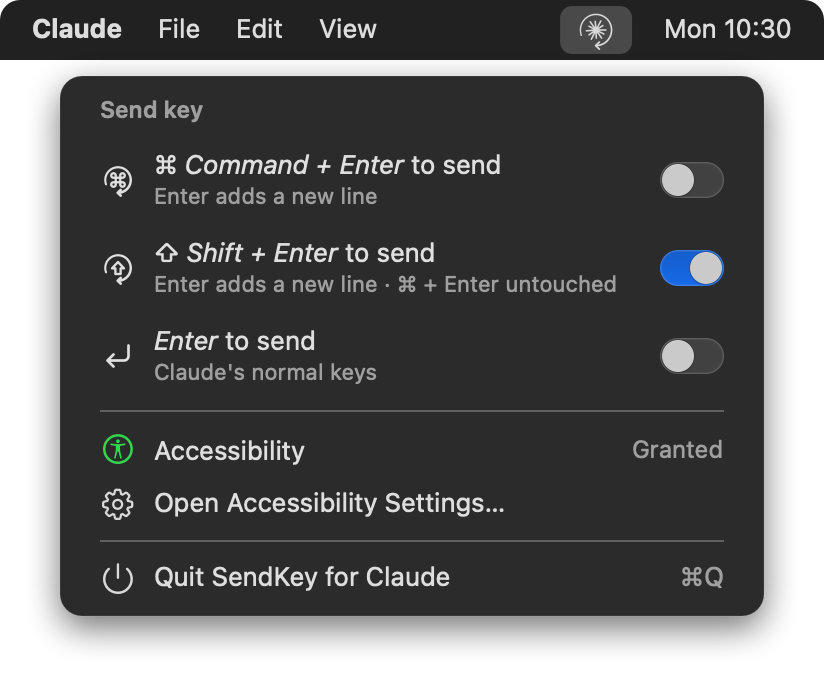 Claude File Edit View Mon 10:30
Send key
⌘ Command + Enter to send
Enter adds a new line
⇧ Shift + Enter to send
Enter adds a new line · ⌘ + Enter untouched
Enter to send
Claude's normal keys
Accessibility Granted
Open Accessibility Settings...
Quit SendKey for Claude ⌘Q